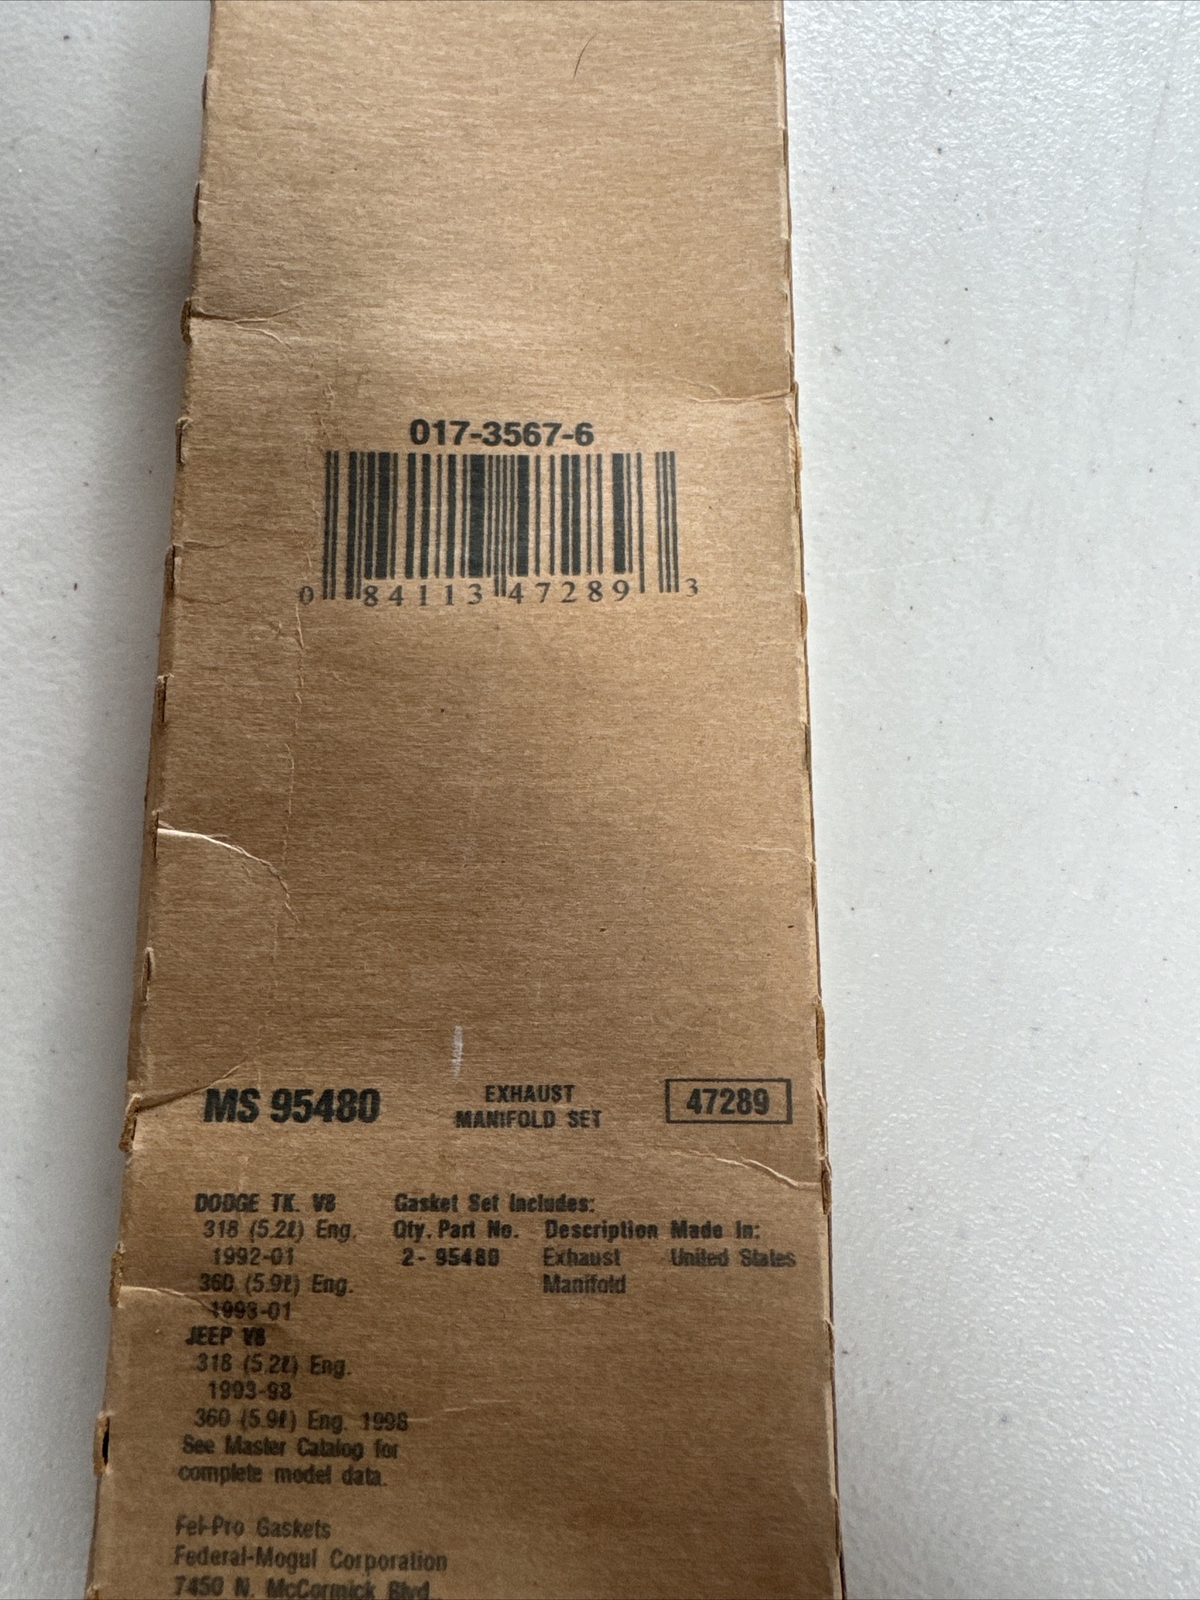 017-3567-6
0 84113 47289 3
MS 95480
EXHAUST
MANIFOLD SET
47289
DODGE TK. V8
318 (5.2ℓ) Eng.
1992-01
360 (5.9ℓ) Eng.
1993-01
JEEP V8
318 (5.2ℓ) Eng.
1993-98
360 (5.9ℓ) Eng. 1998
See Master Catalog for
complete model data.
Gasket Set Includes:
Qty. Part No. Description Made In:
2- 95480 Exhaust United States
Manifold
Fel-Pro Gaskets
Federal-Mogul Corporation
7450 N. McCormick Blvd.